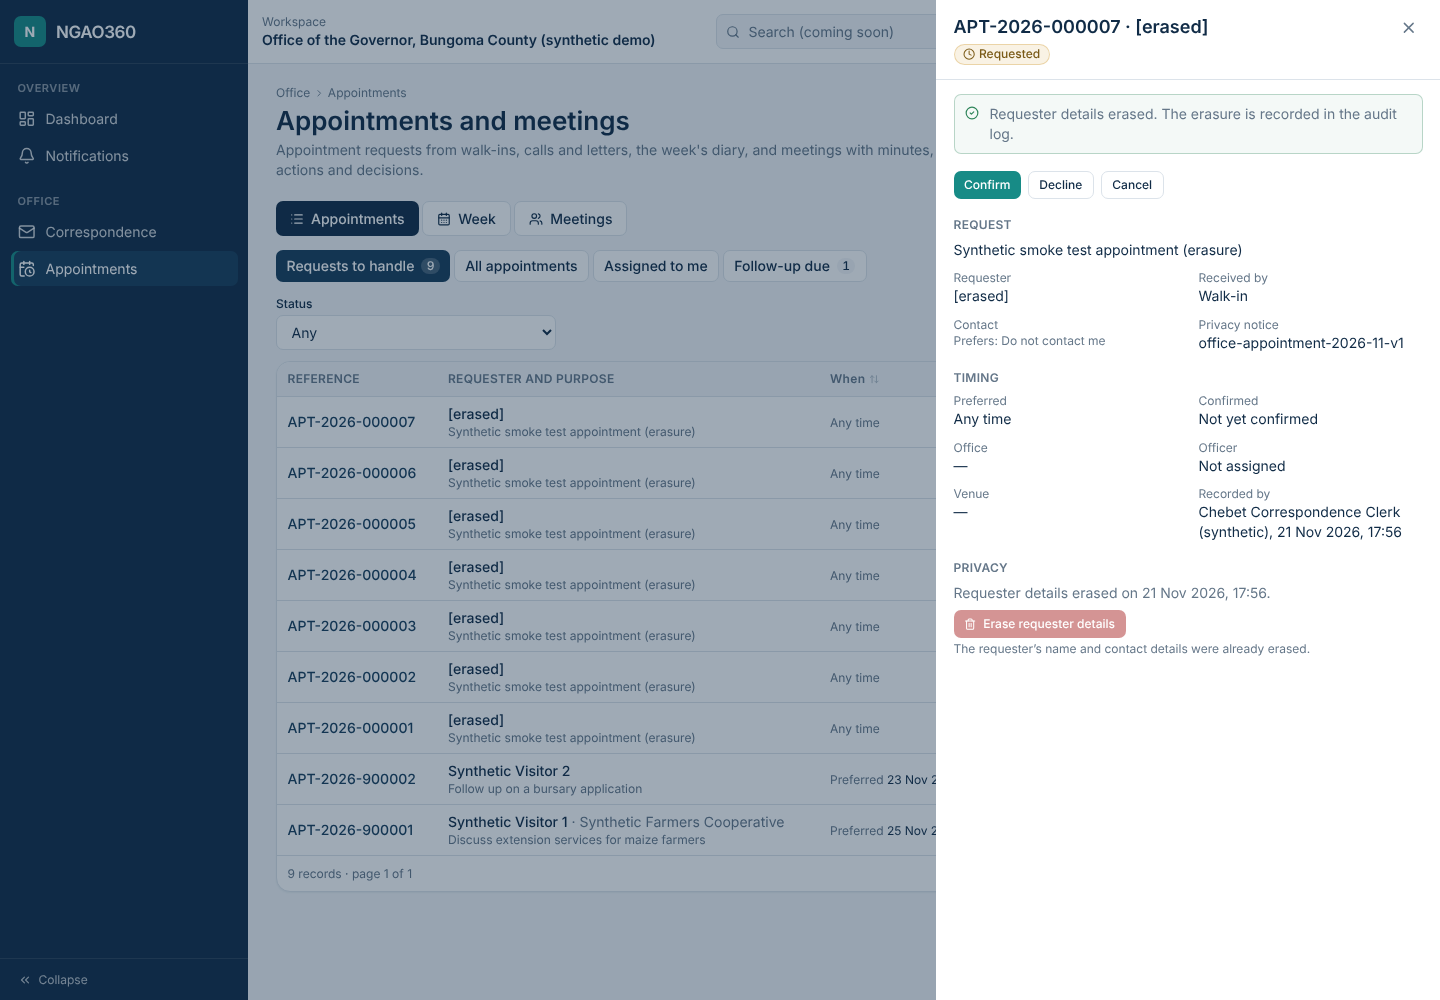 N NGAO360
OVERVIEW
Dashboard
Notifications
OFFICE
Correspondence
Appointments
Collapse
Workspace
Office of the Governor, Bungoma County (synthetic demo)
Search (coming soon)
Office › Appointments
Appointments and meetings
Appointment requests from walk-ins, calls and letters, the week's diary, and meetings with minutes,
actions and decisions.
Appointments Week Meetings
Requests to handle 9 All appointments Assigned to me Follow-up due 1
Status
Any
REFERENCE REQUESTER AND PURPOSE When
APT-2026-000007 [erased] Any time
Synthetic smoke test appointment (erasure)
APT-2026-000006 [erased] Any time
Synthetic smoke test appointment (erasure)
APT-2026-000005 [erased] Any time
Synthetic smoke test appointment (erasure)
APT-2026-000004 [erased] Any time
Synthetic smoke test appointment (erasure)
APT-2026-000003 [erased] Any time
Synthetic smoke test appointment (erasure)
APT-2026-000002 [erased] Any time
Synthetic smoke test appointment (erasure)
APT-2026-000001 [erased] Any time
Synthetic smoke test appointment (erasure)
APT-2026-900002 Synthetic Visitor 2 Preferred 23 Nov
Follow up on a bursary application
APT-2026-900001 Synthetic Visitor 1 · Synthetic Farmers Cooperative Preferred 25 Nov
Discuss extension services for maize farmers
9 records · page 1 of 1
APT-2026-000007 · [erased]
Requested
Requester details erased. The erasure is recorded in the audit
log.
Confirm Decline Cancel
REQUEST
Synthetic smoke test appointment (erasure)
Requester Received by
[erased] Walk-in
Contact Privacy notice
Prefers: Do not contact me office-appointment-2026-11-v1
TIMING
Preferred Confirmed
Any time Not yet confirmed
Office Officer
— Not assigned
Venue Recorded by
— Chebet Correspondence Clerk
(synthetic), 21 Nov 2026, 17:56
PRIVACY
Requester details erased on 21 Nov 2026, 17:56.
Erase requester details
The requester’s name and contact details were already erased.